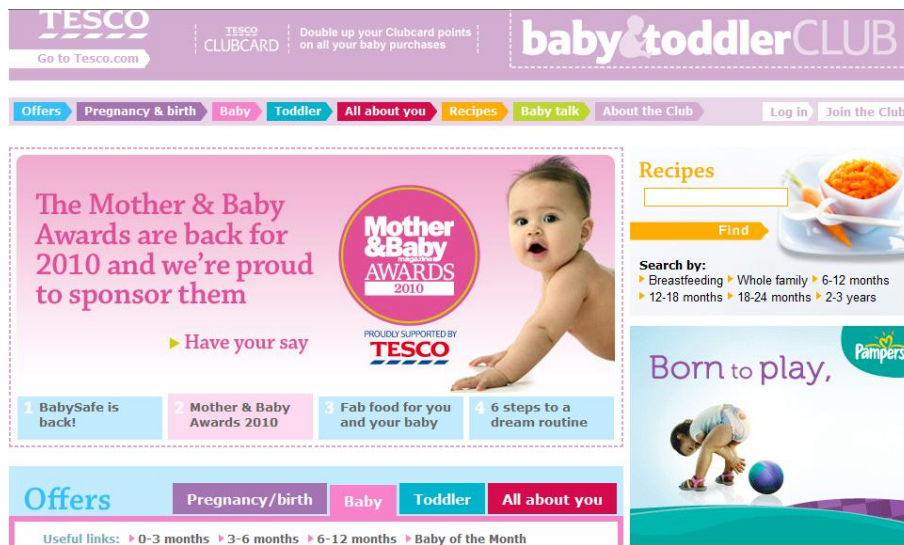 TESCO
Go to Tesco.com
TESCO
CLUBCARD
Double up your Clubcard points
on all your baby purchases
baby&toddlerCLUB
Offers
Pregnancy & birth
Baby
Toddler
All about you
Recipes
Baby talk
About the Club
Log in
Join the Club
The Mother & Baby
Awards are back for
2010 and we're proud
to sponsor them
Have your say
Mother
&Baby
magazine
AWARDS
2010
PROUDLY SUPPORTED BY
TESCO
1 BabySafe is
back!
2 Mother & Baby
Awards 2010
3 Fab food for you
and your baby
4 6 steps to a
dream routine
Recipes
Find
Search by:
Breastfeeding Whole family 6-12 months
12-18 months 18-24 months 2-3 years
Pampers
Born to play,
Offers
Pregnancy/birth
Baby
Toddler
All about you
Useful links: 0-3 months 3-6 months 6-12 months Baby of the Month